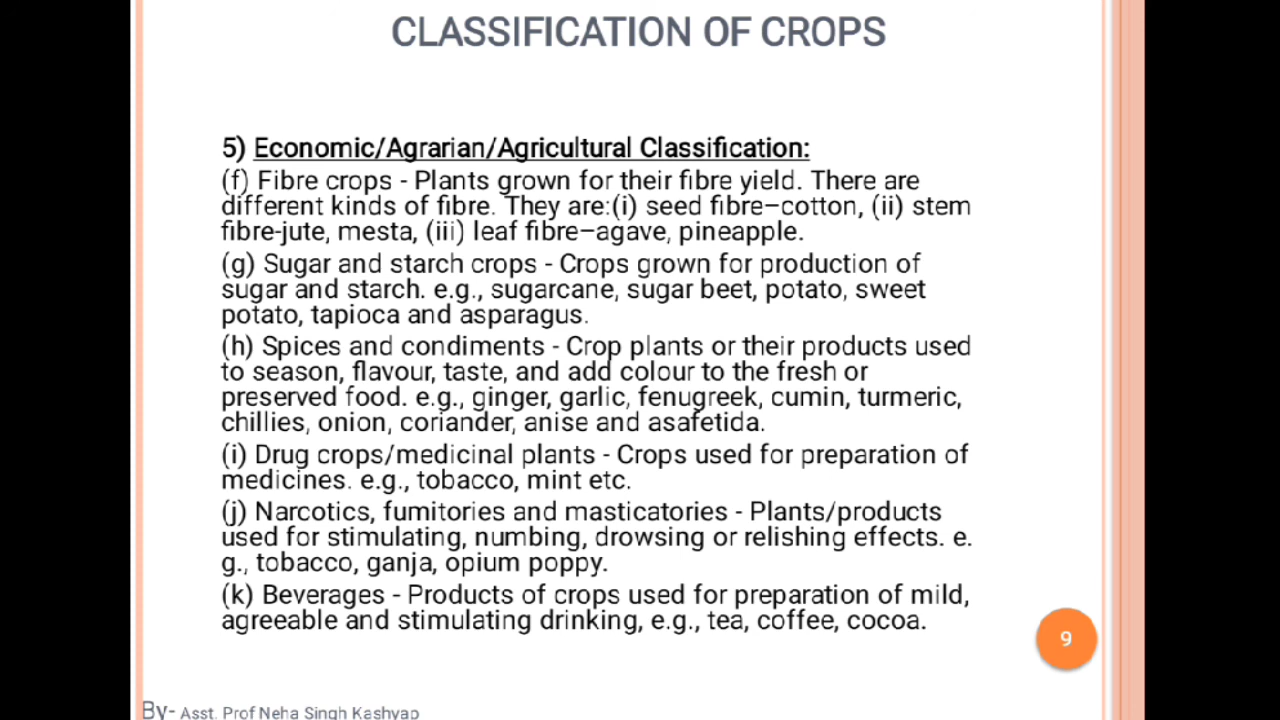 CLASSIFICATION OF CROPS
5) Economic/Agrarian/Agricultural Classification:
(f) Fibre crops - Plants grown for their fibre yield. There are
different kinds of fibre. They are:(i) seed fibre–cotton, (ii) stem
fibre-jute, mesta, (iii) leaf fibre–agave, pineapple.
(g) Sugar and starch crops - Crops grown for production of
sugar and starch. e.g., sugarcane, sugar beet, potato, sweet
potato, tapioca and asparagus.
(h) Spices and condiments - Crop plants or their products used
to season, flavour, taste, and add colour to the fresh or
preserved food. e.g., ginger, garlic, fenugreek, cumin, turmeric,
chillies, onion, coriander, anise and asafetida.
(i) Drug crops/medicinal plants - Crops used for preparation of
medicines. e.g., tobacco, mint etc.
(j) Narcotics, fumitories and masticatories - Plants/products
used for stimulating, numbing, drowsing or relishing effects. e.
g., tobacco, ganja, opium poppy.
(k) Beverages - Products of crops used for preparation of mild,
agreeable and stimulating drinking, e.g., tea, coffee, cocoa.
9
By- Asst. Prof Neha Singh Kashyap